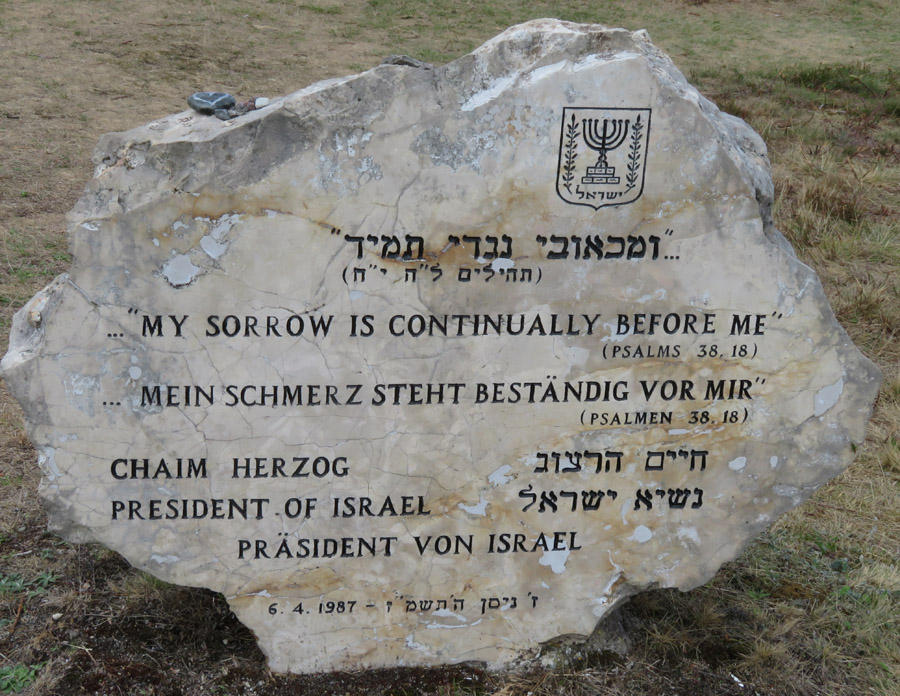 ישראל
..."ומכאובי נגדי תמיד"
(תהילים ל"ה י"ח)
..."MY SORROW IS CONTINUALLY BEFORE ME"
(PSALMS 38.18)
... MEIN SCHMERZ STEHT BESTÄNDIG VOR MIR"
(PSALMEN 38.18)
CHAIM HERZOG חיים הרצוג
PRESIDENT OF ISRAEL נשיא ישראל
PRÄSIDENT VON ISRAEL
6.4.1987 - ז' ניסן ה'תשמ"ז